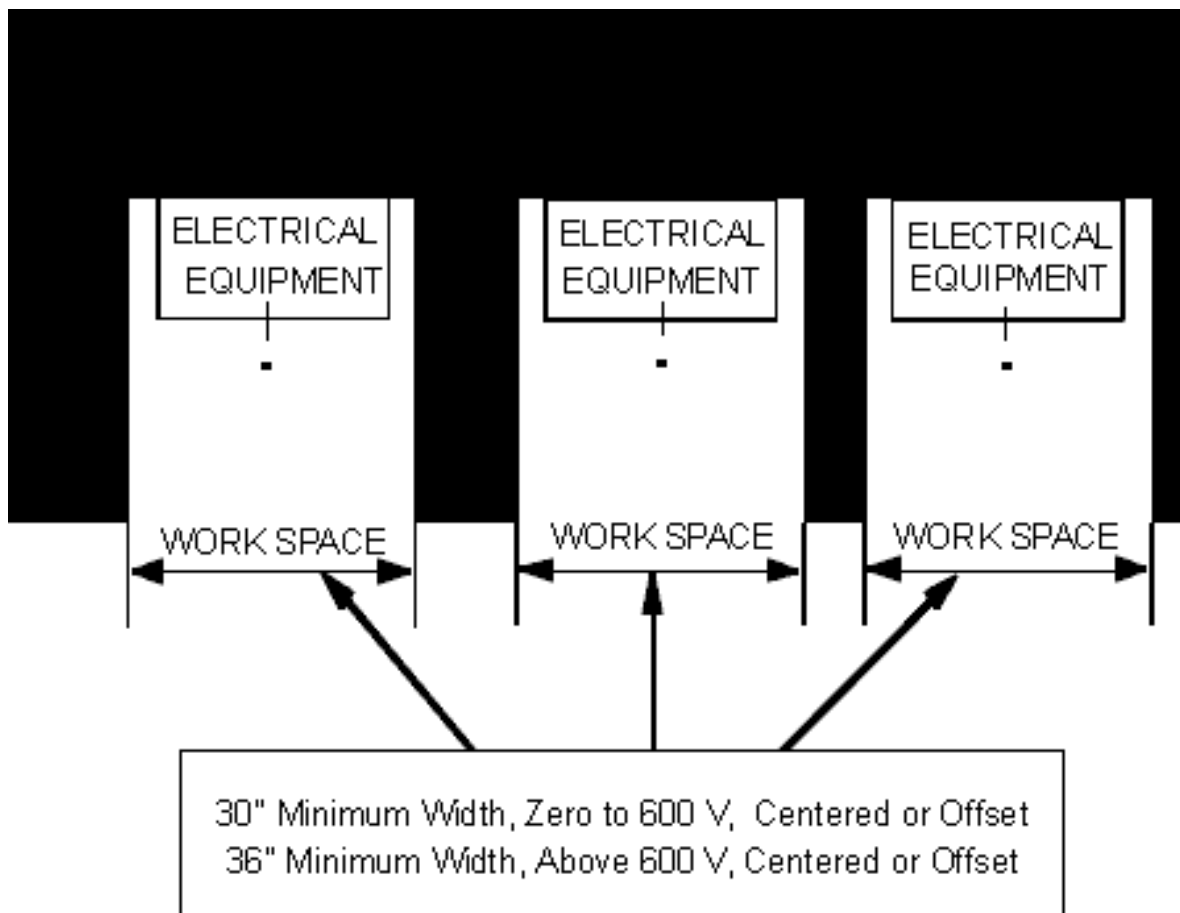 ELECTRICAL
EQUIPMENT
ELECTRICAL
EQUIPMENT
ELECTRICAL
EQUIPMENT
WORK SPACE
WORK SPACE
WORK SPACE
30" Minimum Width, Zero to 600 V, Centered or Offset
36" Minimum Width, Above 600 V, Centered or Offset